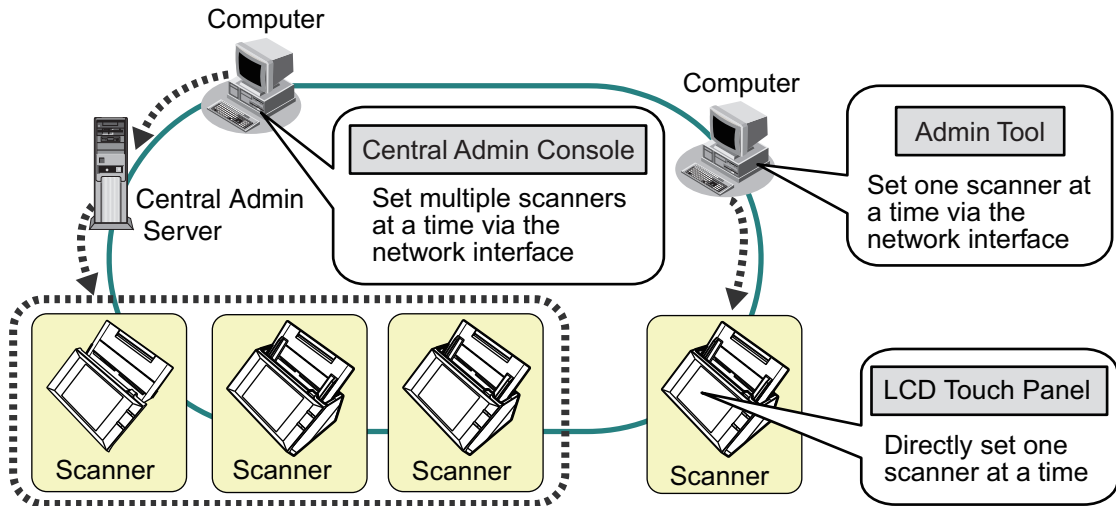 Computer
Computer
Central Admin Console
Set multiple scanners
at a time via the
network interface
Admin Tool
Set one scanner at
a time via the
network interface
Central Admin
Server
Scanner
Scanner
Scanner
Scanner
LCD Touch Panel
Directly set one
scanner at a time